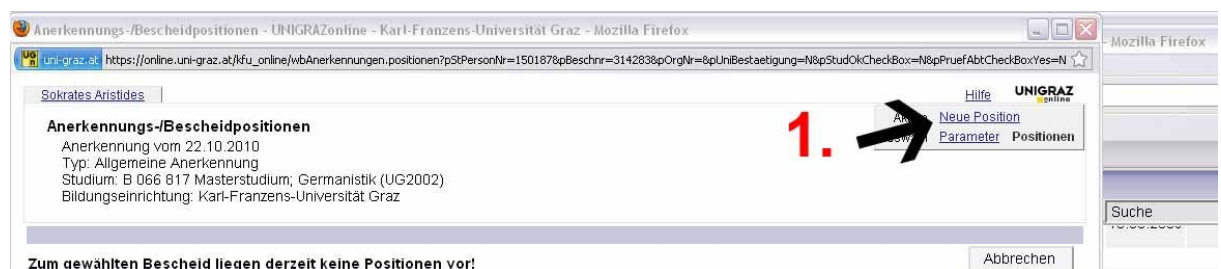 Anerkennungs-/Bescheidpositionen - UNIGRAZonline - Karl-Franzens-Universität Graz - Mozilla Firefox
Mozilla Firefox
uni-graz.at https://online.uni-graz.at/kfu_online/wbAnerkennungen.positionen?pStPersonNr=150187&pBeschnr=314283&pOrgNr=&pUniBestaetigung=N&pStudOkCheckBox=N&pPruefAbtCheckBoxYes=N
Sokrates Aristides
Hilfe
UNIGRAZ
online
Anerkennungs-/Bescheidpositionen
1.
Neue Position
Parameter Positionen
Anerkennung vom 22.10.2010
Typ: Allgemeine Anerkennung
Studium: B 066 817 Masterstudium; Germanistik (UG2002)
Bildungseinrichtung: Karl-Franzens-Universität Graz
Suche
Zum gewählten Bescheid liegen derzeit keine Positionen vor!
Abbrechen